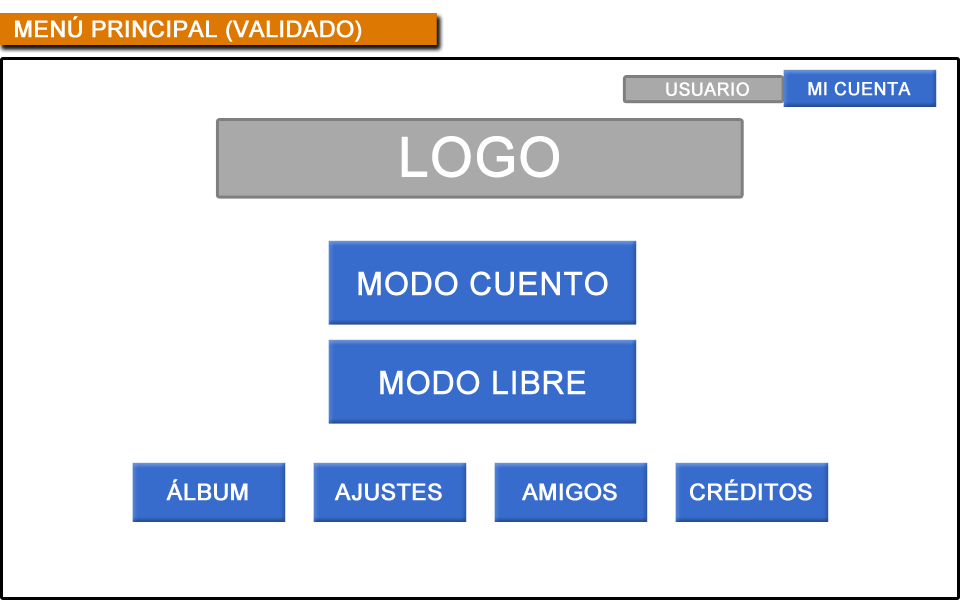 MENÚ PRINCIPAL (VALIDADO)
USUARIO MI CUENTA
LOGO
MODO CUENTO
MODO LIBRE
ÁLBUM AJUSTES AMIGOS CRÉDITOS